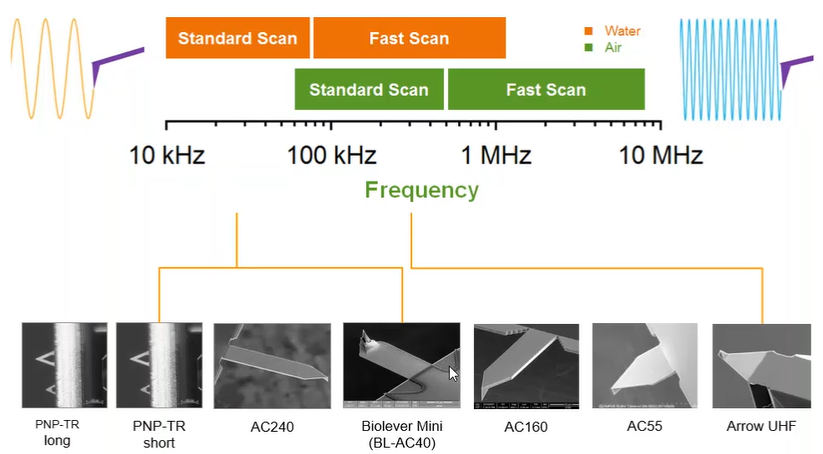 Standard Scan
Fast Scan
Water
Air
Standard Scan
Fast Scan
10 kHz
100 kHz
1 MHz
10 MHz
Frequency
PNP-TR
long
PNP-TR
short
AC240
Biolever Mini
(BL-AC40)
AC160
AC55
Arrow UHF